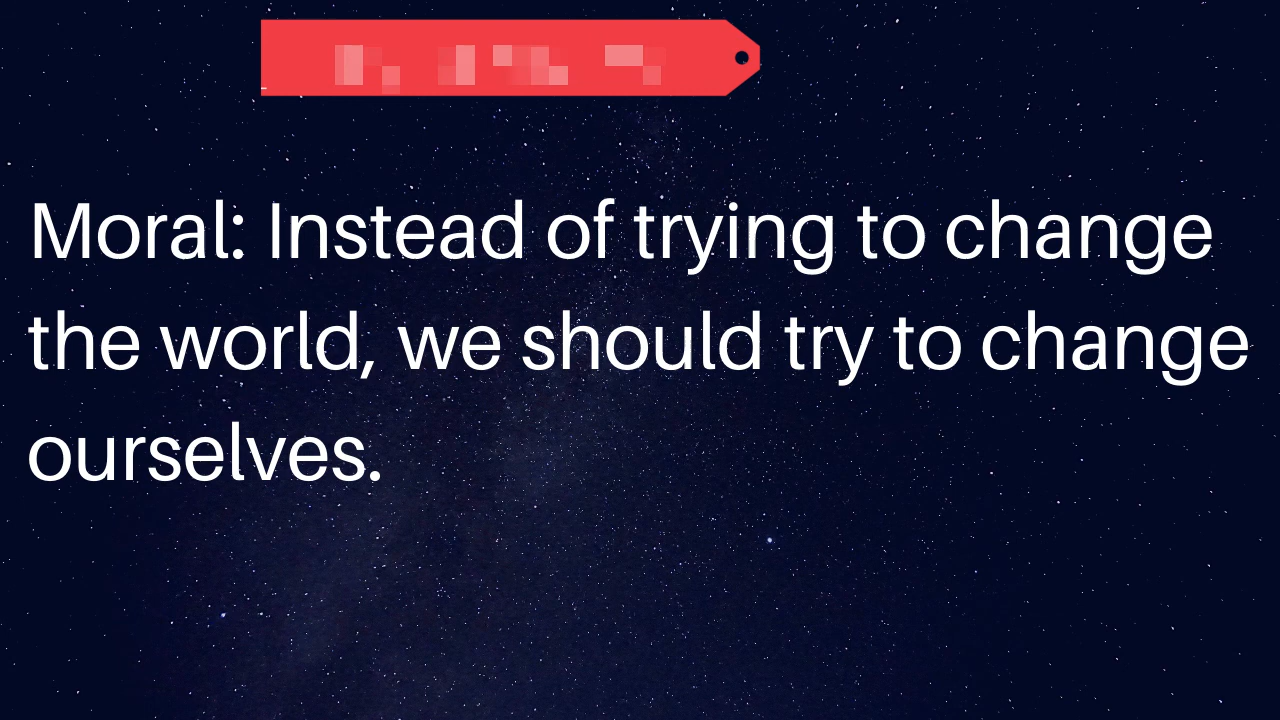 Moral: Instead of trying to change
the world, we should try to change
ourselves.